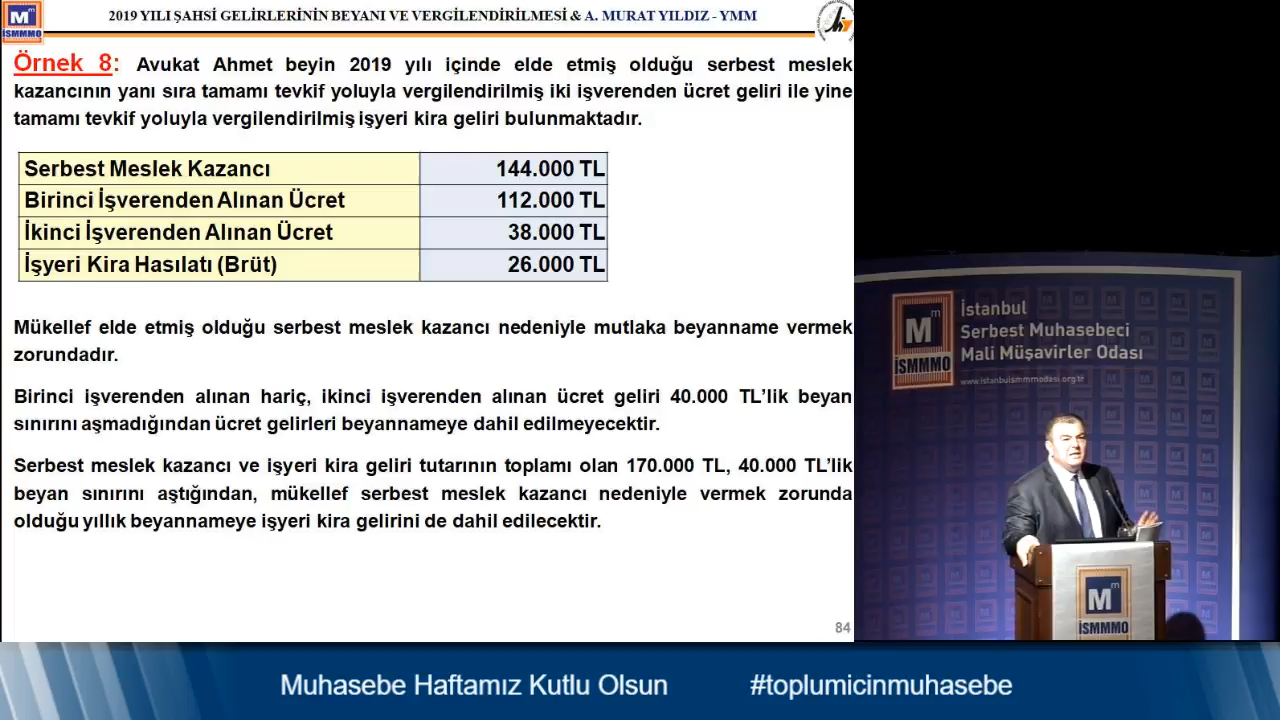 2019 YILI ŞAHSİ GELİRLERİNİN BEYANI VE VERGİLENDİRİLMESİ & A. MURAT YILDIZ - YMM
M
m
İSMMMO
Örnek 8: Avukat Ahmet beyin 2019 yılı içinde elde etmiş olduğu serbest meslek
kazancının yanı sıra tamamı tevkif yoluyla vergilendirilmiş iki işverenden ücret geliri ile yine
tamamı tevkif yoluyla vergilendirilmiş işyeri kira geliri bulunmaktadır.
Serbest Meslek Kazancı 144.000 TL
Birinci İşverenden Alınan Ücret 112.000 TL
İkinci İşverenden Alınan Ücret 38.000 TL
İşyeri Kira Hasılatı (Brüt) 26.000 TL
Mükellef elde etmiş olduğu serbest meslek kazancı nedeniyle mutlaka beyanname vermek
zorundadır.
Birinci işverenden alınan hariç, ikinci işverenden alınan ücret geliri 40.000 TL’lik beyan
sınırını aşmadığından ücret gelirleri beyannameye dahil edilmeyecektir.
Serbest meslek kazancı ve işyeri kira geliri tutarının toplamı olan 170.000 TL, 40.000 TL’lik
beyan sınırını aştığından, mükellef serbest meslek kazancı nedeniyle vermek zorunda
olduğu yıllık beyannameye işyeri kira gelirini de dahil edilecektir.
84
M
m
İSMMMO
İstanbul
Serbest Muhasebeci
Mali Müşavirler Odası
www.istanbulsmmmodasi.org.tr
M
m
İSMMMO
Muhasebe Haftamız Kutlu Olsun #toplumicinmuhasebe